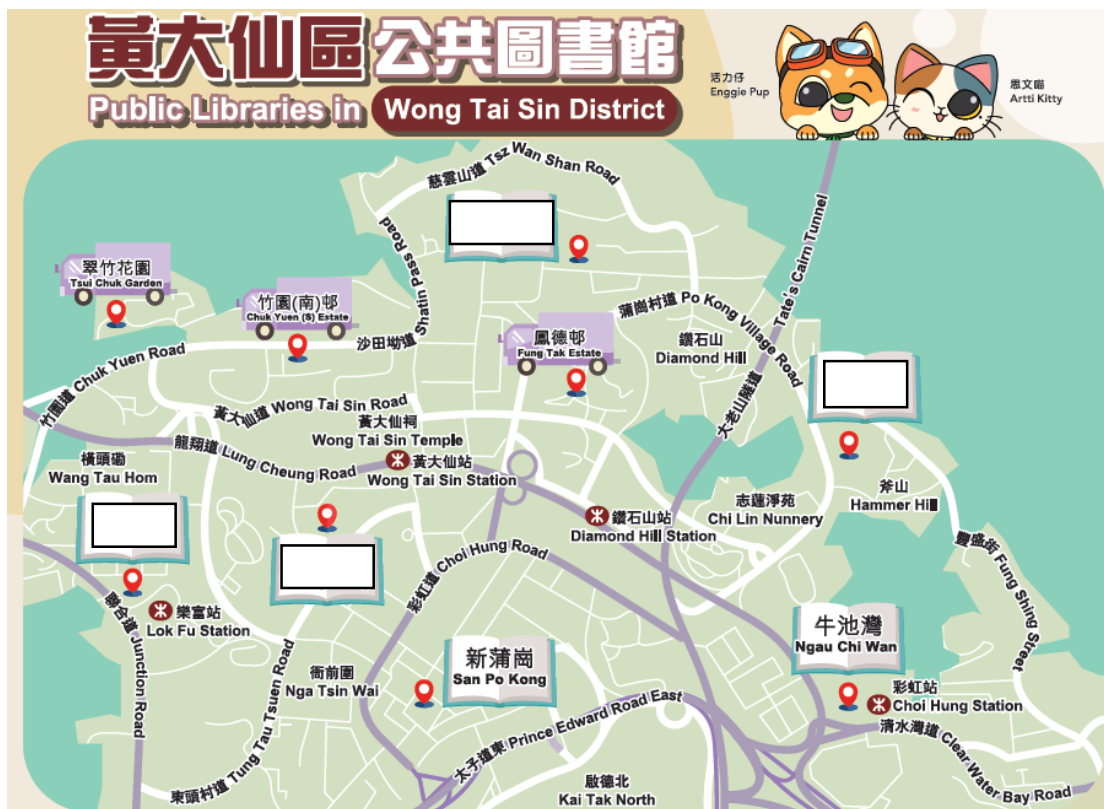 黃大仙區公共圖書館
Public Libraries in Wong Tai Sin District
活力仔
Enggie Pup
思文貓
Artti Kitty
慈雲山道 Tsz Wan Shan Road
翠竹花園
Tsui Chuk Garden
竹園(南)邨
Chuk Yuen (S) Estate
沙田坳道 Shatin Pass Road
鳳德邨
Fung Tak Estate
蒲崗村道 Po Kong Village Road
鑽石山
Diamond Hill
大老山隧道 Tate's Cairn Tunnel
竹園道 Chuk Yuen Road
黃大仙道 Wong Tai Sin Road
黃大仙祠
Wong Tai Sin Temple
龍翔道 Lung Cheung Road
黃大仙站
Wong Tai Sin Station
橫頭磡
Wang Tau Hom
鑽石山站
Diamond Hill Station
志蓮淨苑
Chi Lin Nunnery
斧山
Hammer Hill
豐盛街 Fung Shing Street
彩虹道 Choi Hung Road
聯合道 Junction Road
樂富站
Lok Fu Station
衙前圍
Nga Tsin Wai
新蒲崗
San Po Kong
牛池灣
Ngau Chi Wan
彩虹站
Choi Hung Station
清水灣道 Clear Water Bay Road
東頭村道 Tung Tau Tsuen Road
太子道東 Prince Edward Road East
啟德北
Kai Tak North